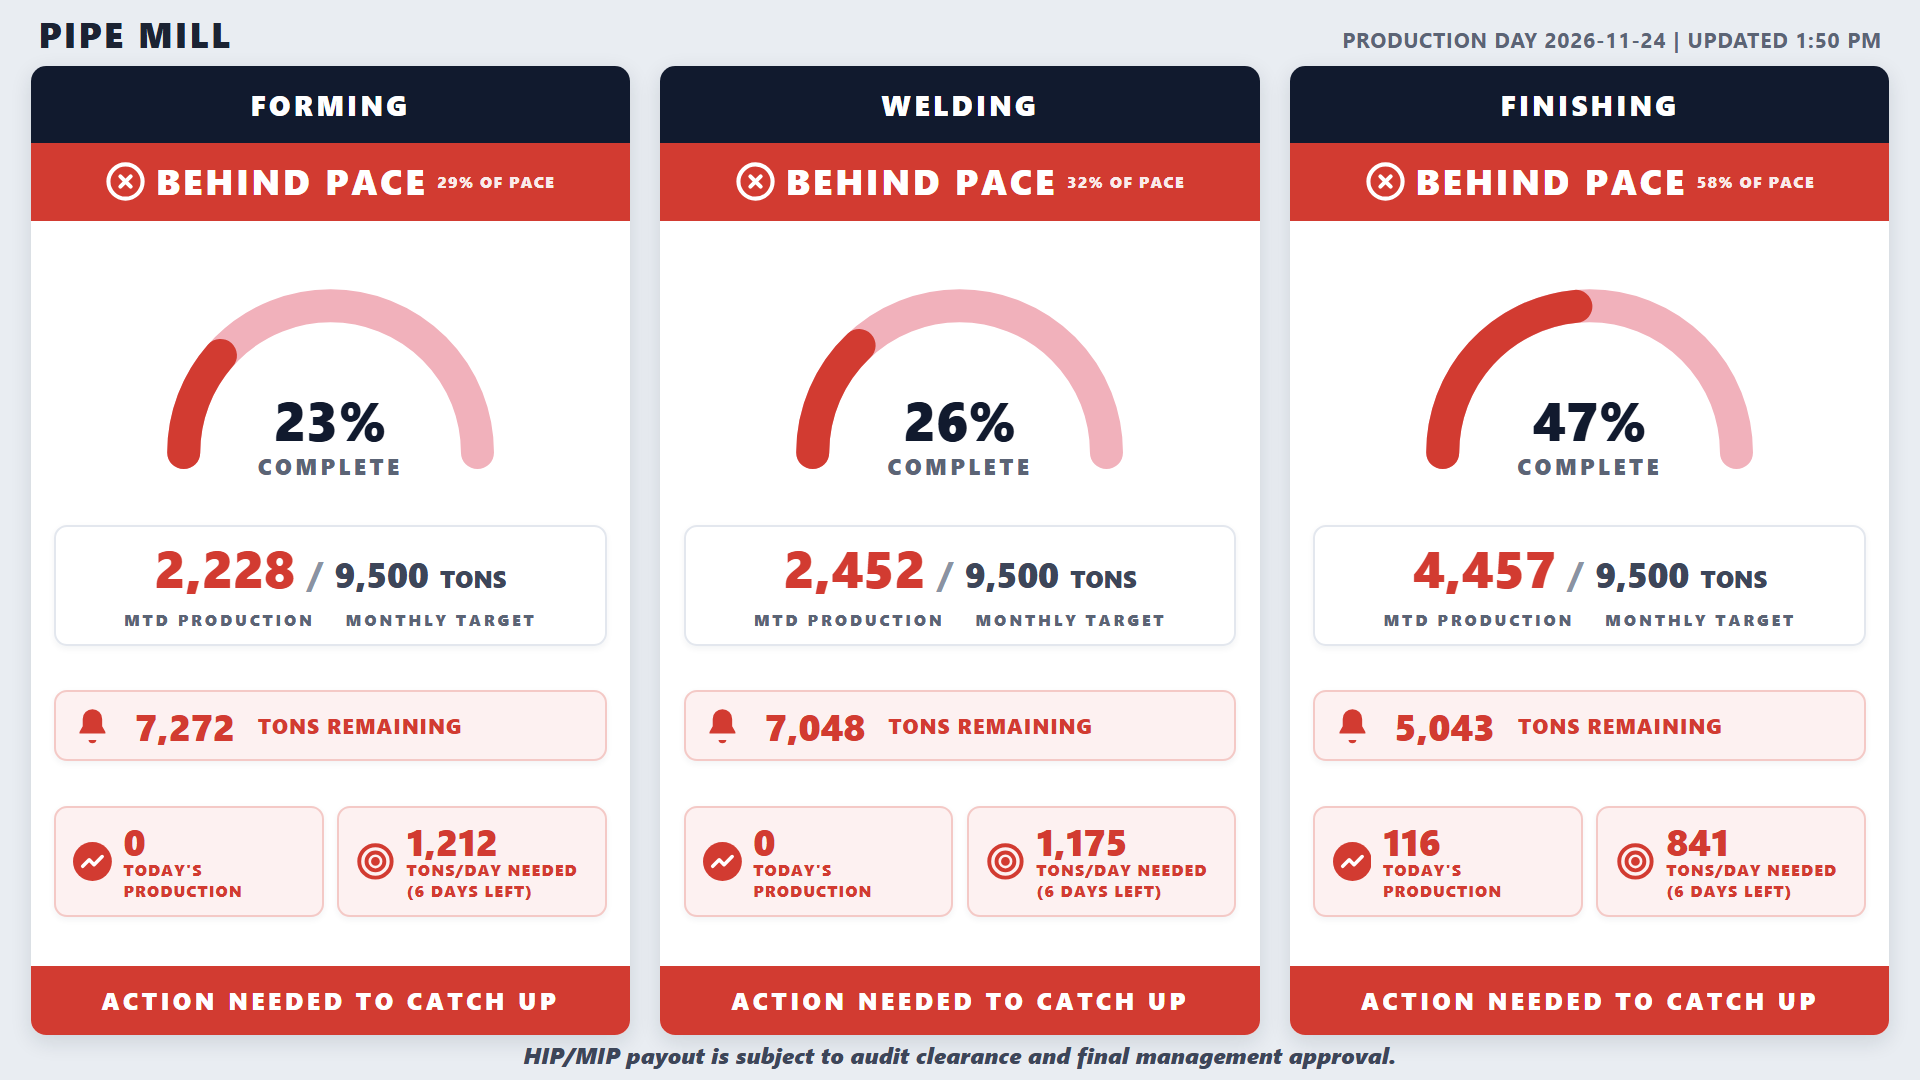 PIPE MILL
PRODUCTION DAY 2026-11-24 | UPDATED 1:50 PM
FORMING
BEHIND PACE 29% OF PACE
23%
COMPLETE
2,228 / 9,500 TONS
MTD PRODUCTION MONTHLY TARGET
7,272 TONS REMAINING
0
TODAY'S
PRODUCTION
1,212
TONS/DAY NEEDED
(6 DAYS LEFT)
ACTION NEEDED TO CATCH UP
WELDING
BEHIND PACE 32% OF PACE
26%
COMPLETE
2,452 / 9,500 TONS
MTD PRODUCTION MONTHLY TARGET
7,048 TONS REMAINING
0
TODAY'S
PRODUCTION
1,175
TONS/DAY NEEDED
(6 DAYS LEFT)
ACTION NEEDED TO CATCH UP
FINISHING
BEHIND PACE 58% OF PACE
47%
COMPLETE
4,457 / 9,500 TONS
MTD PRODUCTION MONTHLY TARGET
5,043 TONS REMAINING
116
TODAY'S
PRODUCTION
841
TONS/DAY NEEDED
(6 DAYS LEFT)
ACTION NEEDED TO CATCH UP
HIP/MIP payout is subject to audit clearance and final management approval.